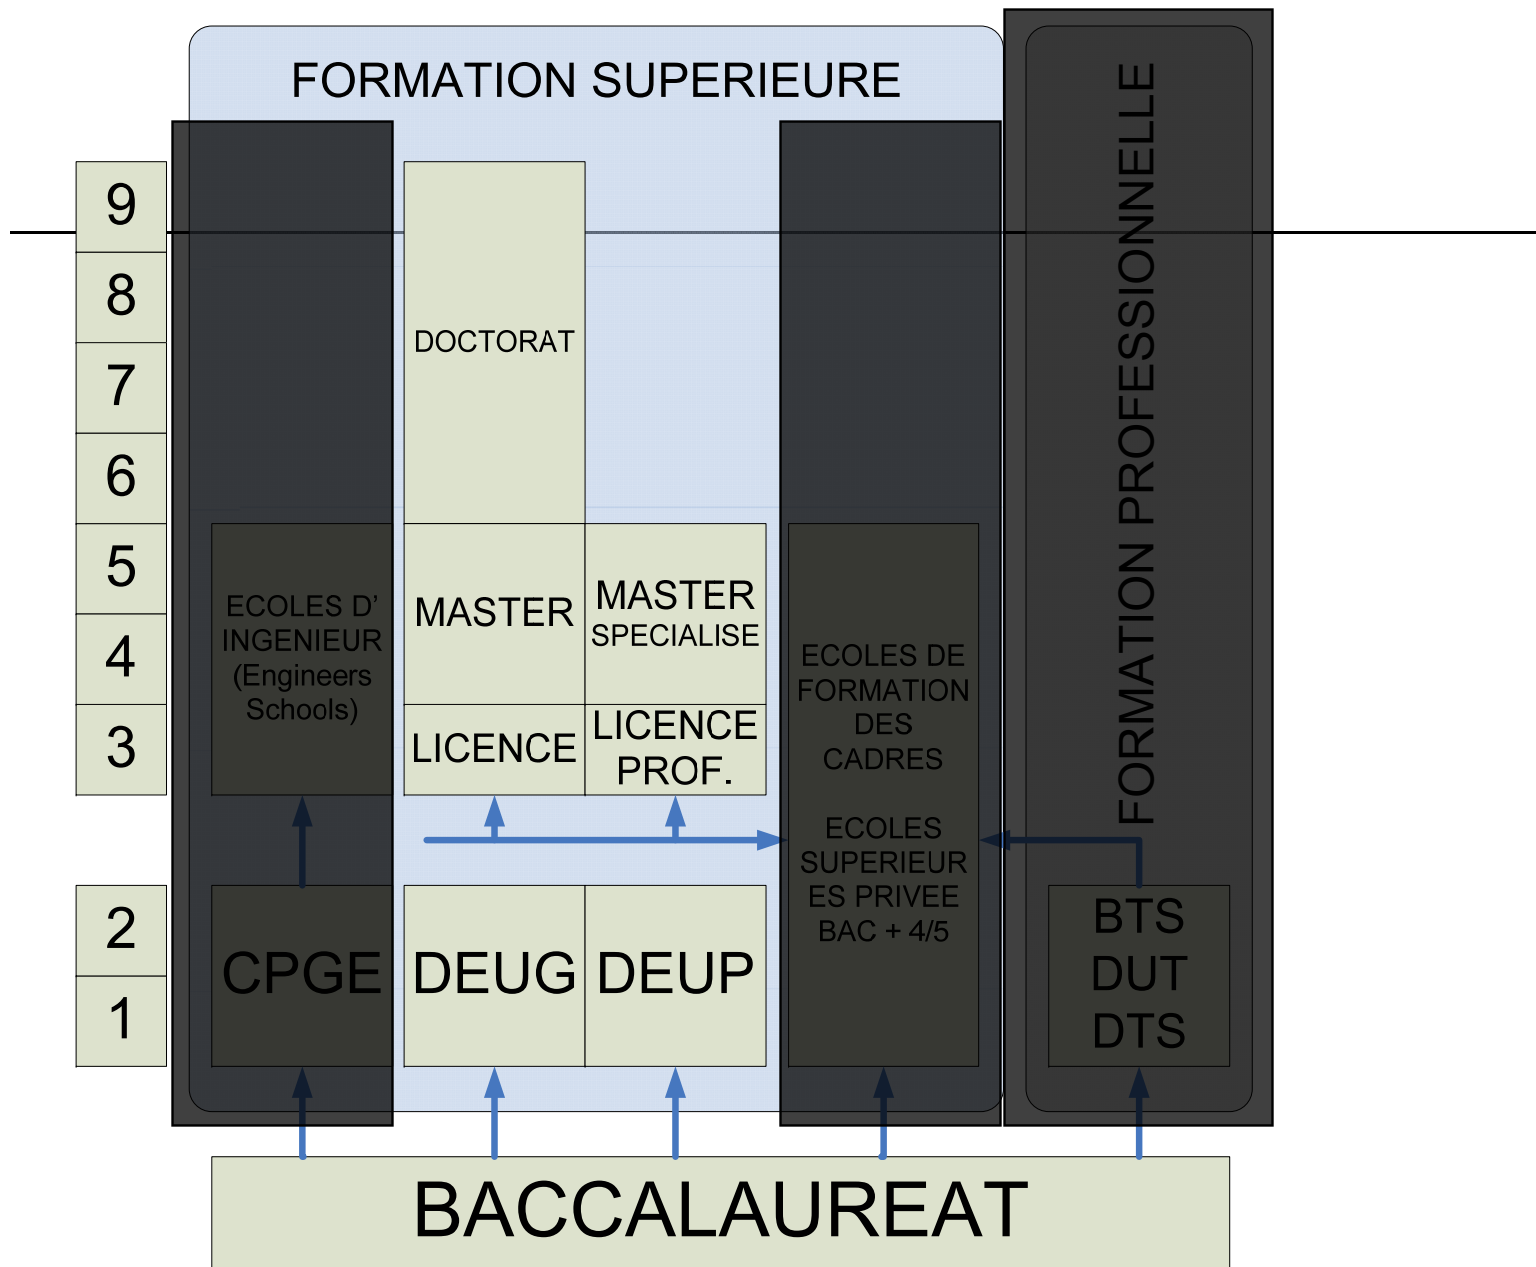 FORMATION SUPERIEURE
FORMATION PROFESSIONNELLE
9
8
7
6
5
4
3
2
1
DOCTORAT
ECOLES D’
INGENIEUR
(Engineers
Schools)
MASTER
MASTER
SPECIALISE
LICENCE
LICENCE
PROF.
ECOLES DE
FORMATION
DES
CADRES
ECOLES
SUPERIEUR
ES PRIVEE
BAC + 4/5
CPGE
DEUG
DEUP
BTS
DUT
DTS
BACCALAUREAT